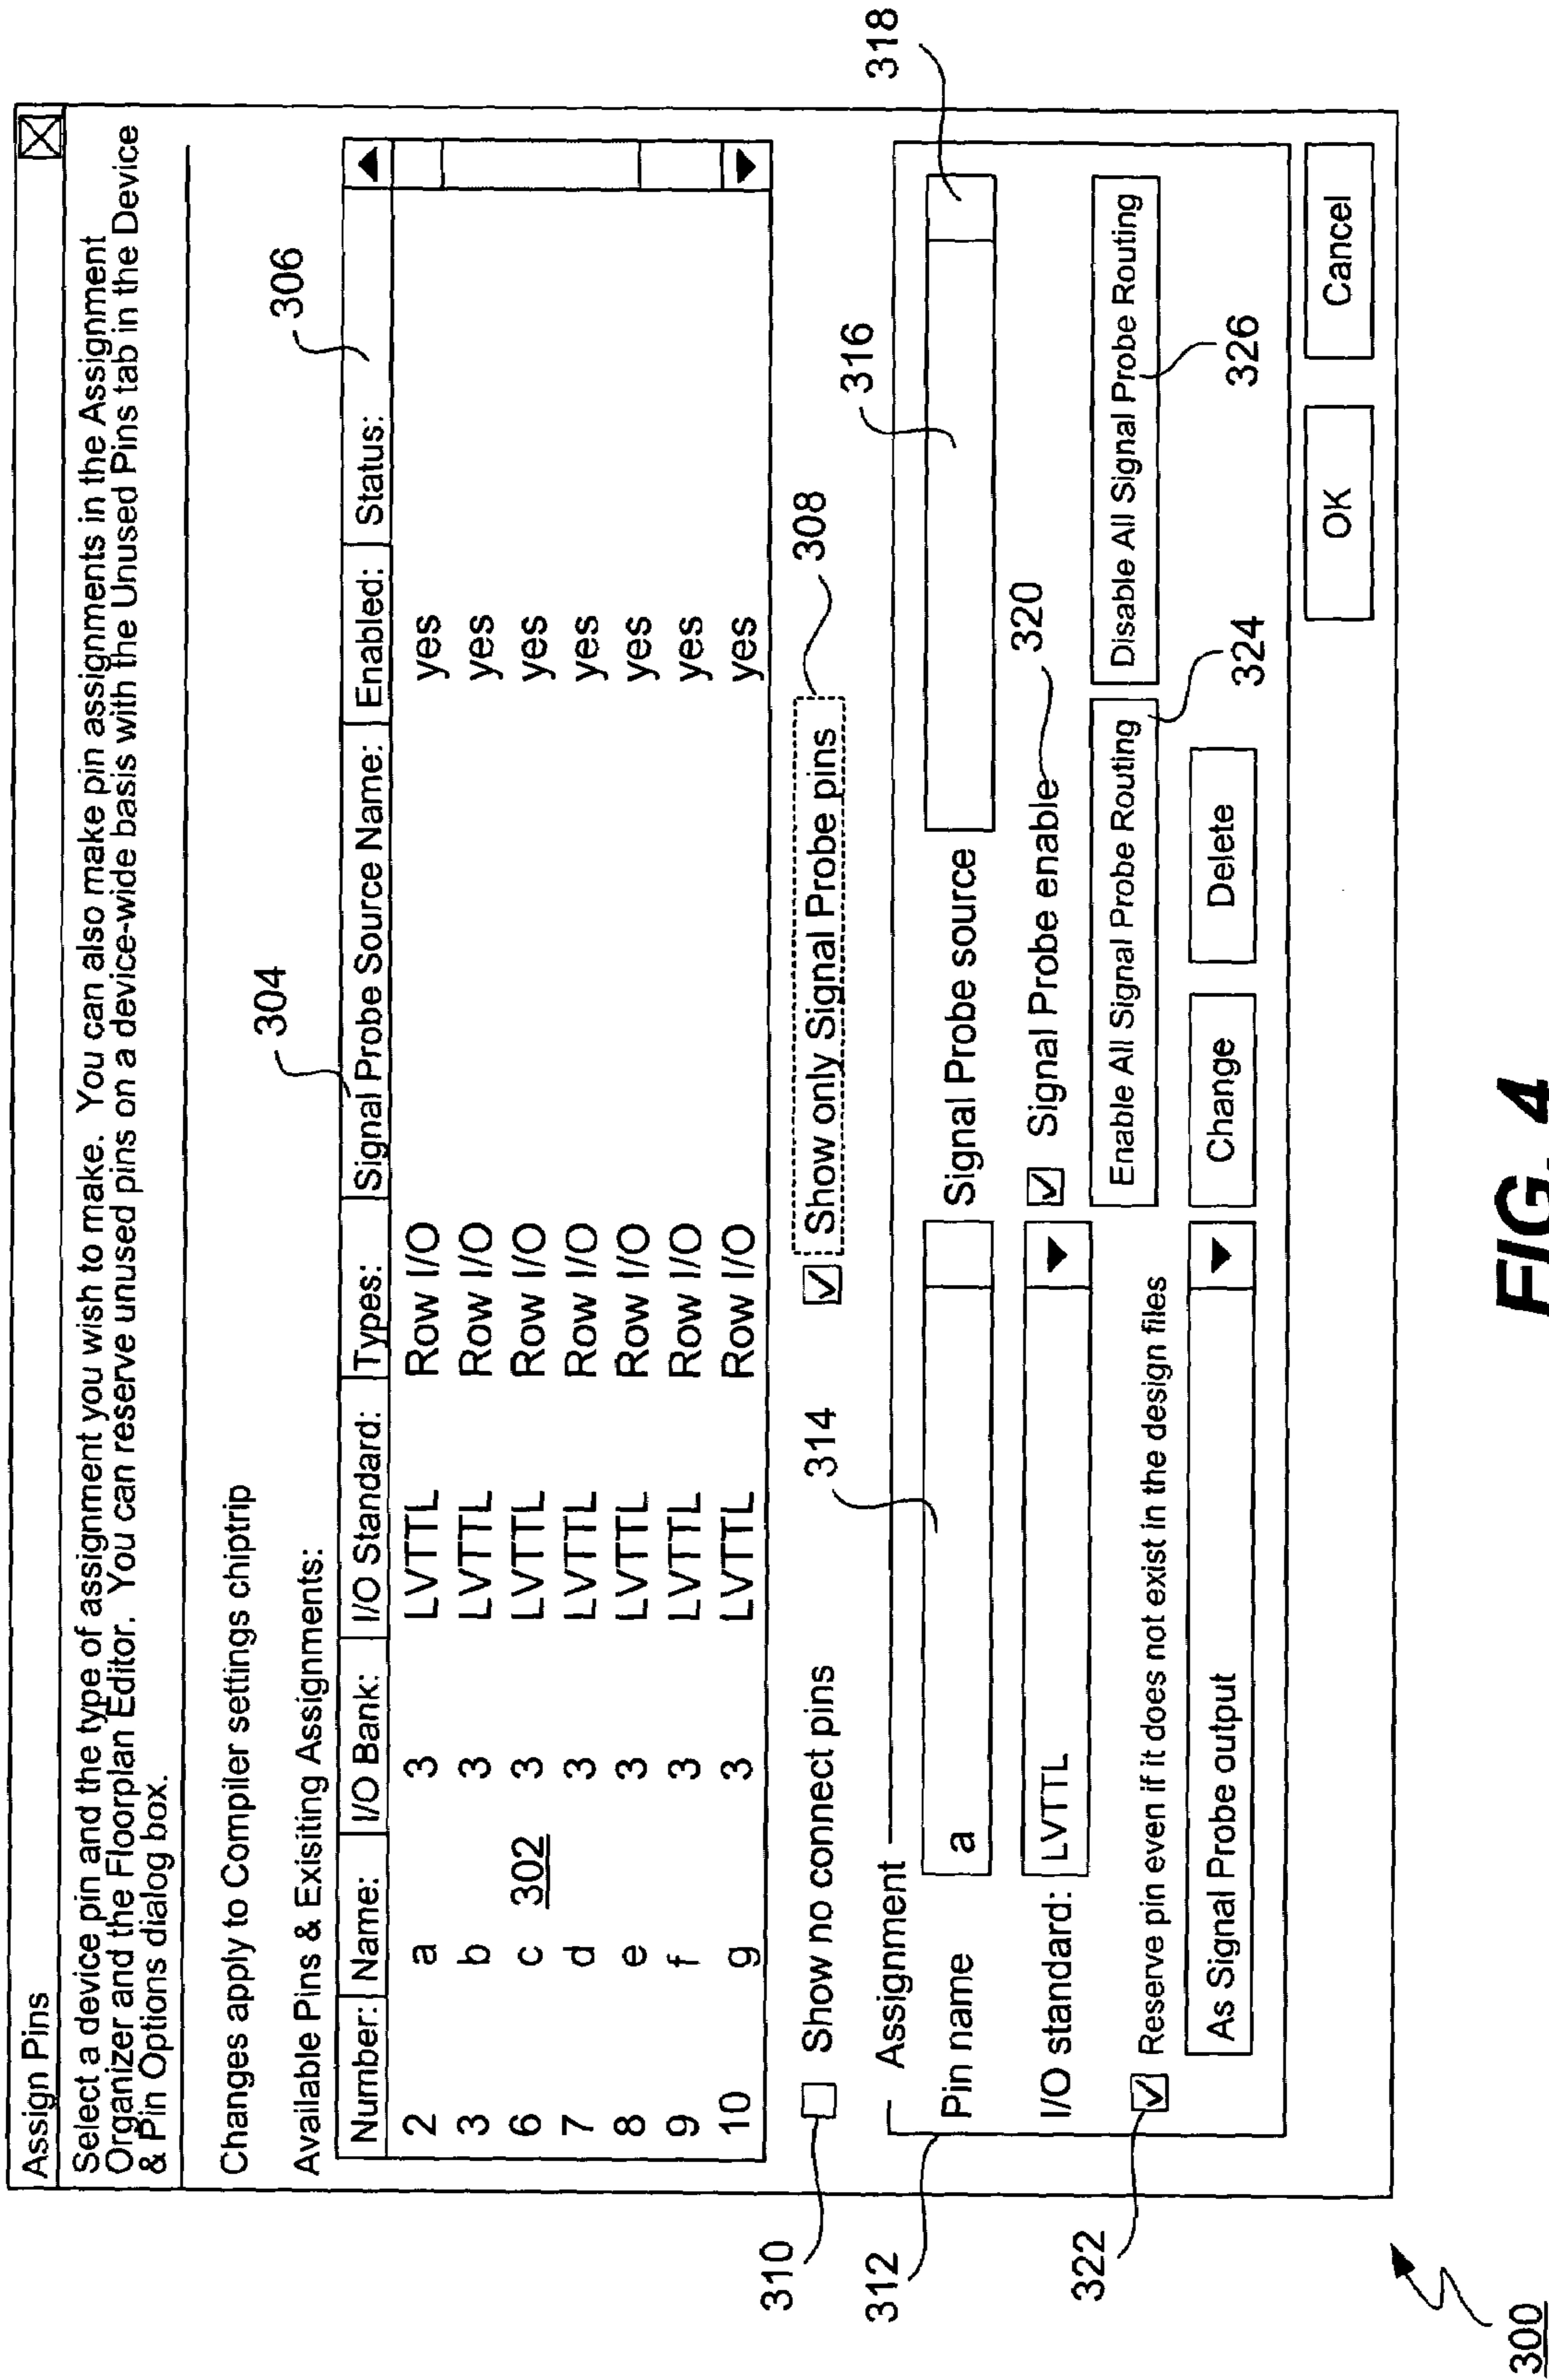 Assign Pins
Select a device pin and the type of assignment you wish to make. You can also make pin assignments in the Assignment
Organizer and the Floorplan Editor. You can reserve unused pins on a device-wide basis with the Unused Pins tab in the Device
& Pin Options dialog box.
Changes apply to Compiler settings chiptrip
304
306
Available Pins & Exisiting Assignments:
Number: Name: I/O Bank: I/O Standard: Types: Signal Probe Source Name: Enabled: Status:
2 a 3 LVTTL Row I/O yes
3 b 3 LVTTL Row I/O yes
6 c 302 3 LVTTL Row I/O yes
7 d 3 LVTTL Row I/O yes
8 e 3 LVTTL Row I/O yes
9 f 3 LVTTL Row I/O yes
10 g 3 LVTTL Row I/O yes
310 Show no connect pins 314 Show only Signal Probe pins 308
312 Assignment 316 318
Pin name a Signal Probe source
I/O standard: LVTTL Signal Probe enable 320
322 Reserve pin even if it does not exist in the design files Enable All Signal Probe Routing Disable All Signal Probe Routing
As Signal Probe output Change Delete 324 326
OK Cancel
300
FIG. 4